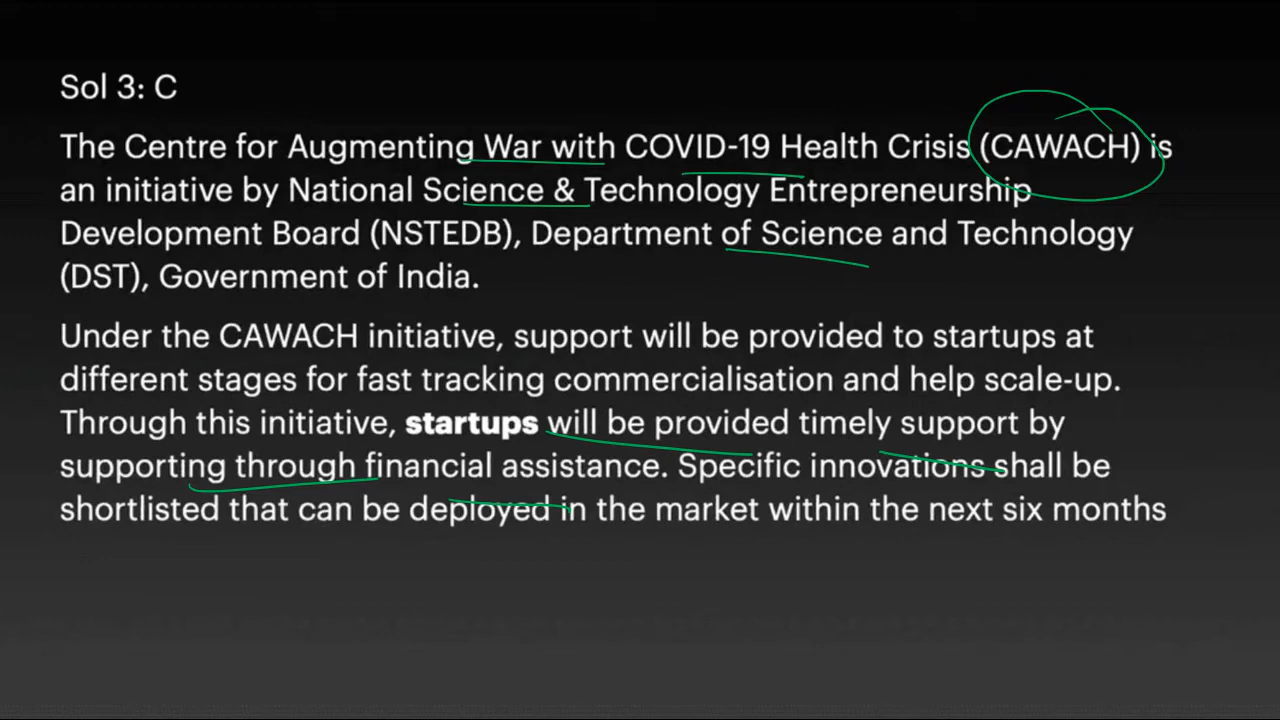 Sol 3: C
The Centre for Augmenting War with COVID-19 Health Crisis (CAWACH) is
an initiative by National Science & Technology Entrepreneurship
Development Board (NSTEDB), Department of Science and Technology
(DST), Government of India.
Under the CAWACH initiative, support will be provided to startups at
different stages for fast tracking commercialisation and help scale-up.
Through this initiative, startups will be provided timely support by
supporting through financial assistance. Specific innovations shall be
shortlisted that can be deployed in the market within the next six months